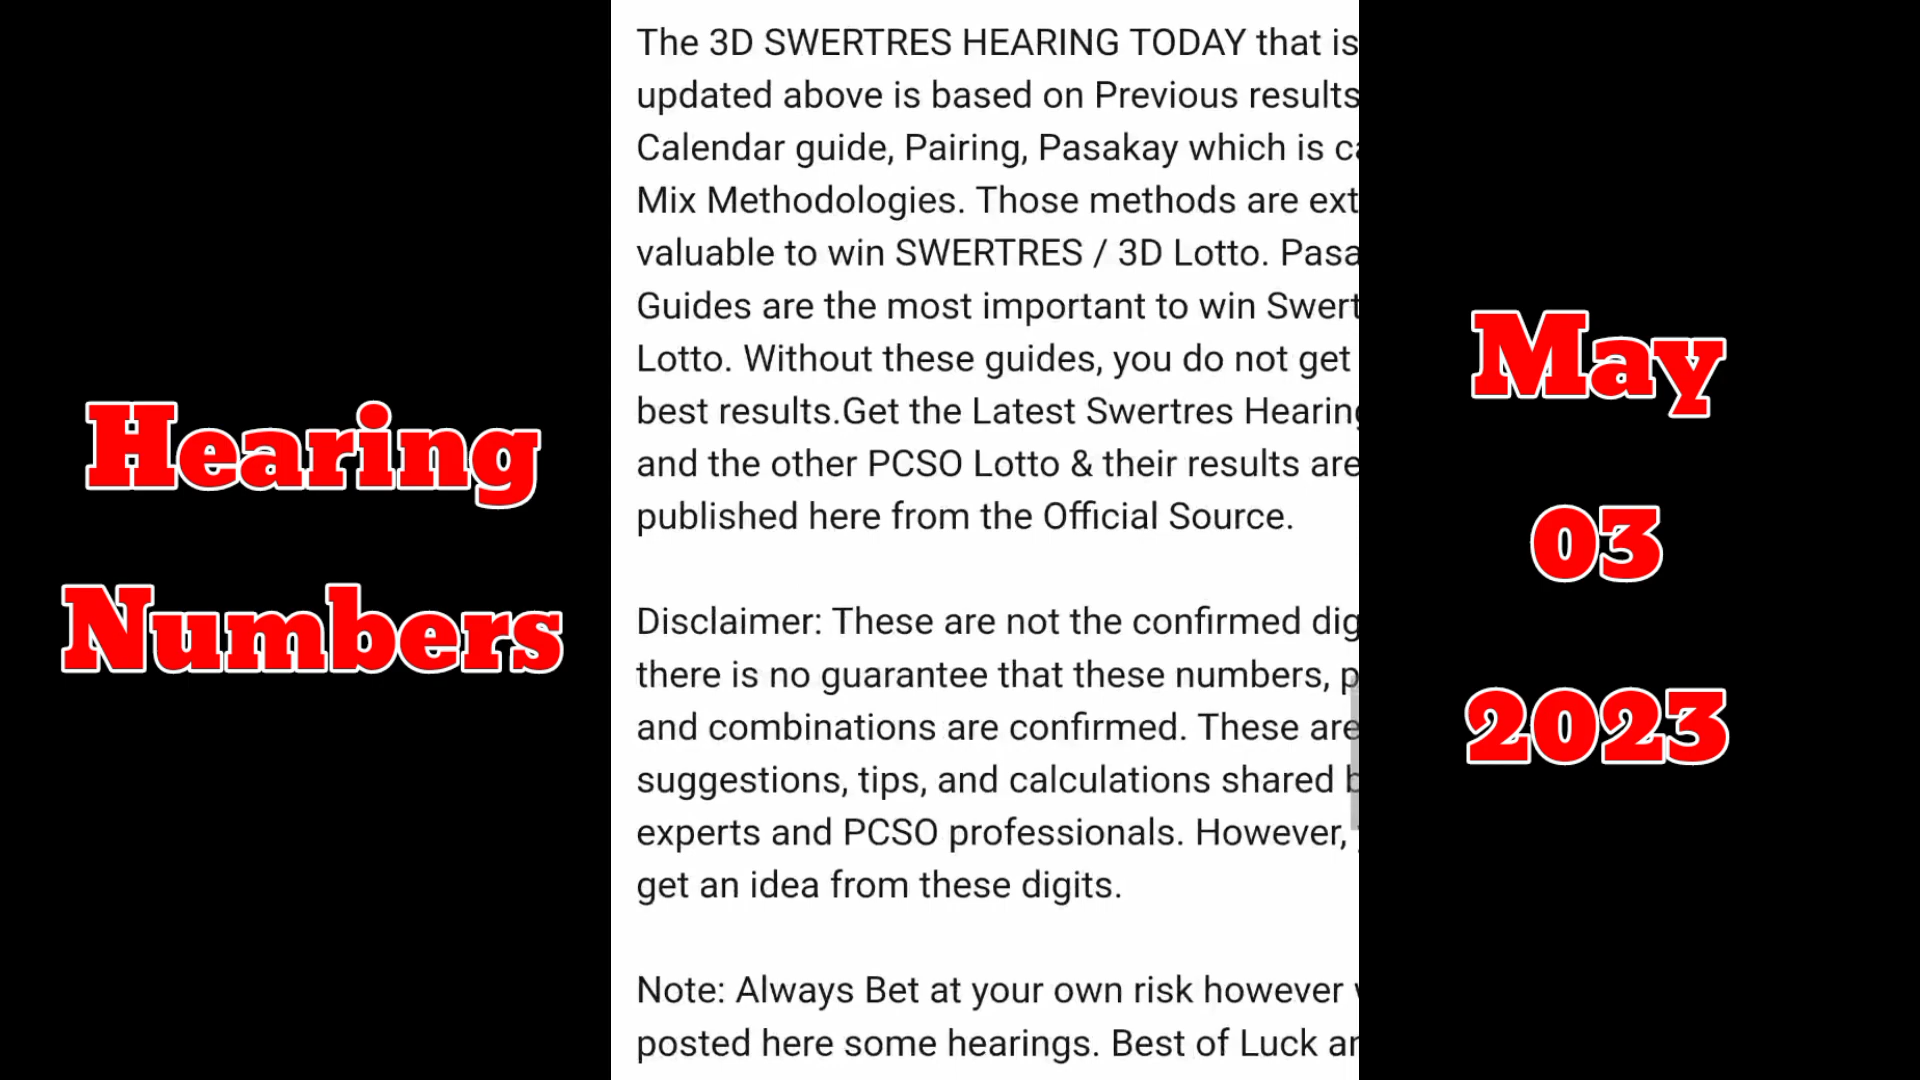 Hearing
Numbers
The 3D SWERTRES HEARING TODAY that is
updated above is based on Previous results
Calendar guide, Pairing, Pasakay which is
Mix Methodologies. Those methods are
valuable to win SWERTRES / 3D Lotto.
Guides are the most important to win
Lotto. Without these guides, you do not get
best results.Get the Latest Swertres
and the other PCSO Lotto & their results are
published here from the Official Source.
Disclaimer: These are not the confirmed
there is no guarantee that these numbers,
and combinations are confirmed. These are
suggestions, tips, and calculations shared
experts and PCSO professionals. However,
get an idea from these digits.
Note: Always Bet at your own risk however
posted here some hearings. Best of Luck
May
03
2023